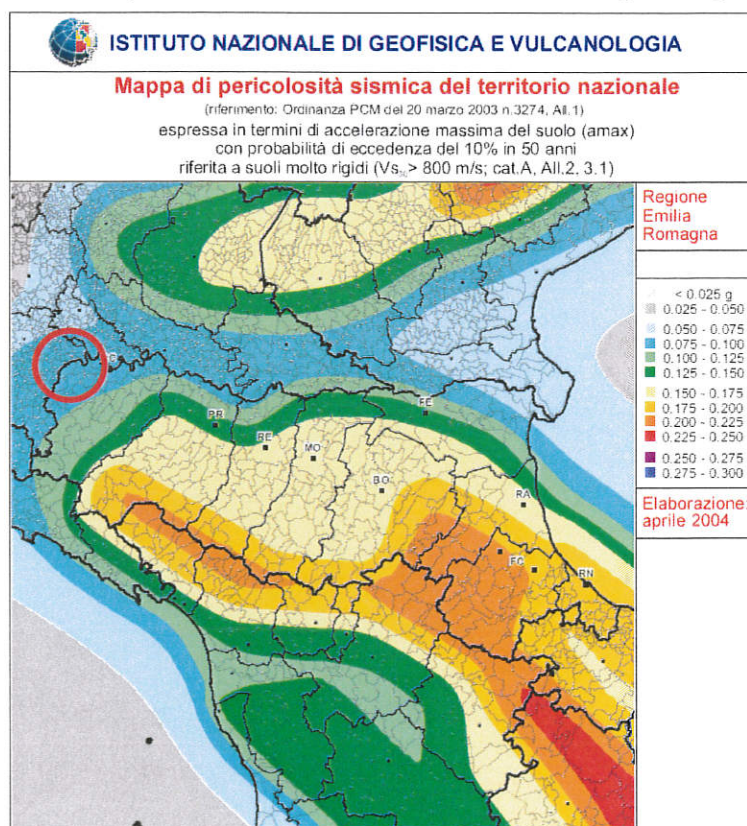 ISTITUTO NAZIONALE DI GEOFISICA E VULCANOLOGIA
Mappa di pericolosità sismica del territorio nazionale
(riferimento: Ordinanza PCM del 20 marzo 2003 n.3274, All.1)
espressa in termini di accelerazione massima del suolo (amax)
con probabilità di eccedenza del 10% in 50 anni
riferita a suoli molto rigidi (Vs₃₀> 800 m/s; cat.A, All.2, 3.1)
Regione
Emilia
Romagna
< 0.025 g
0.025 - 0.050
0.050 - 0.075
0.075 - 0.100
0.100 - 0.125
0.125 - 0.150
0.150 - 0.175
0.175 - 0.200
0.200 - 0.225
0.225 - 0.250
0.250 - 0.275
0.275 - 0.300
Elaborazione:
aprile 2004
PR
RE
MO
FE
BO
RA
FC
RN